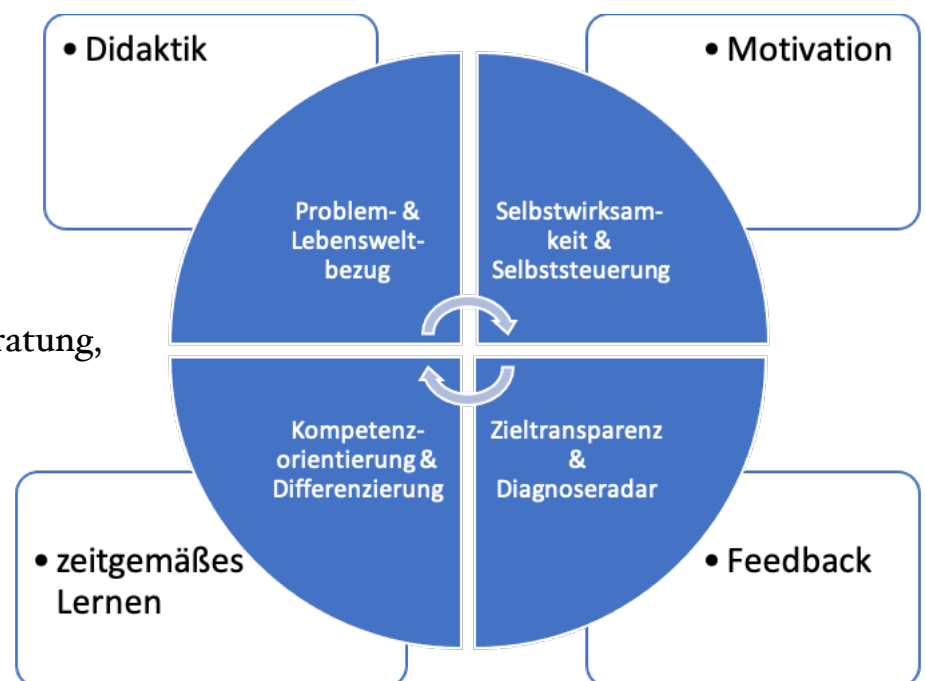 • Didaktik
• Motivation
Problem- &
Lebenswelt-
bezug
Selbstwirksam-
keit &
Selbststeuerung
ratung,
Kompetenz-
orientierung &
Differenzierung
Zieltransparenz
&
Diagnoseradar
• zeitgemäßes
Lernen
• Feedback